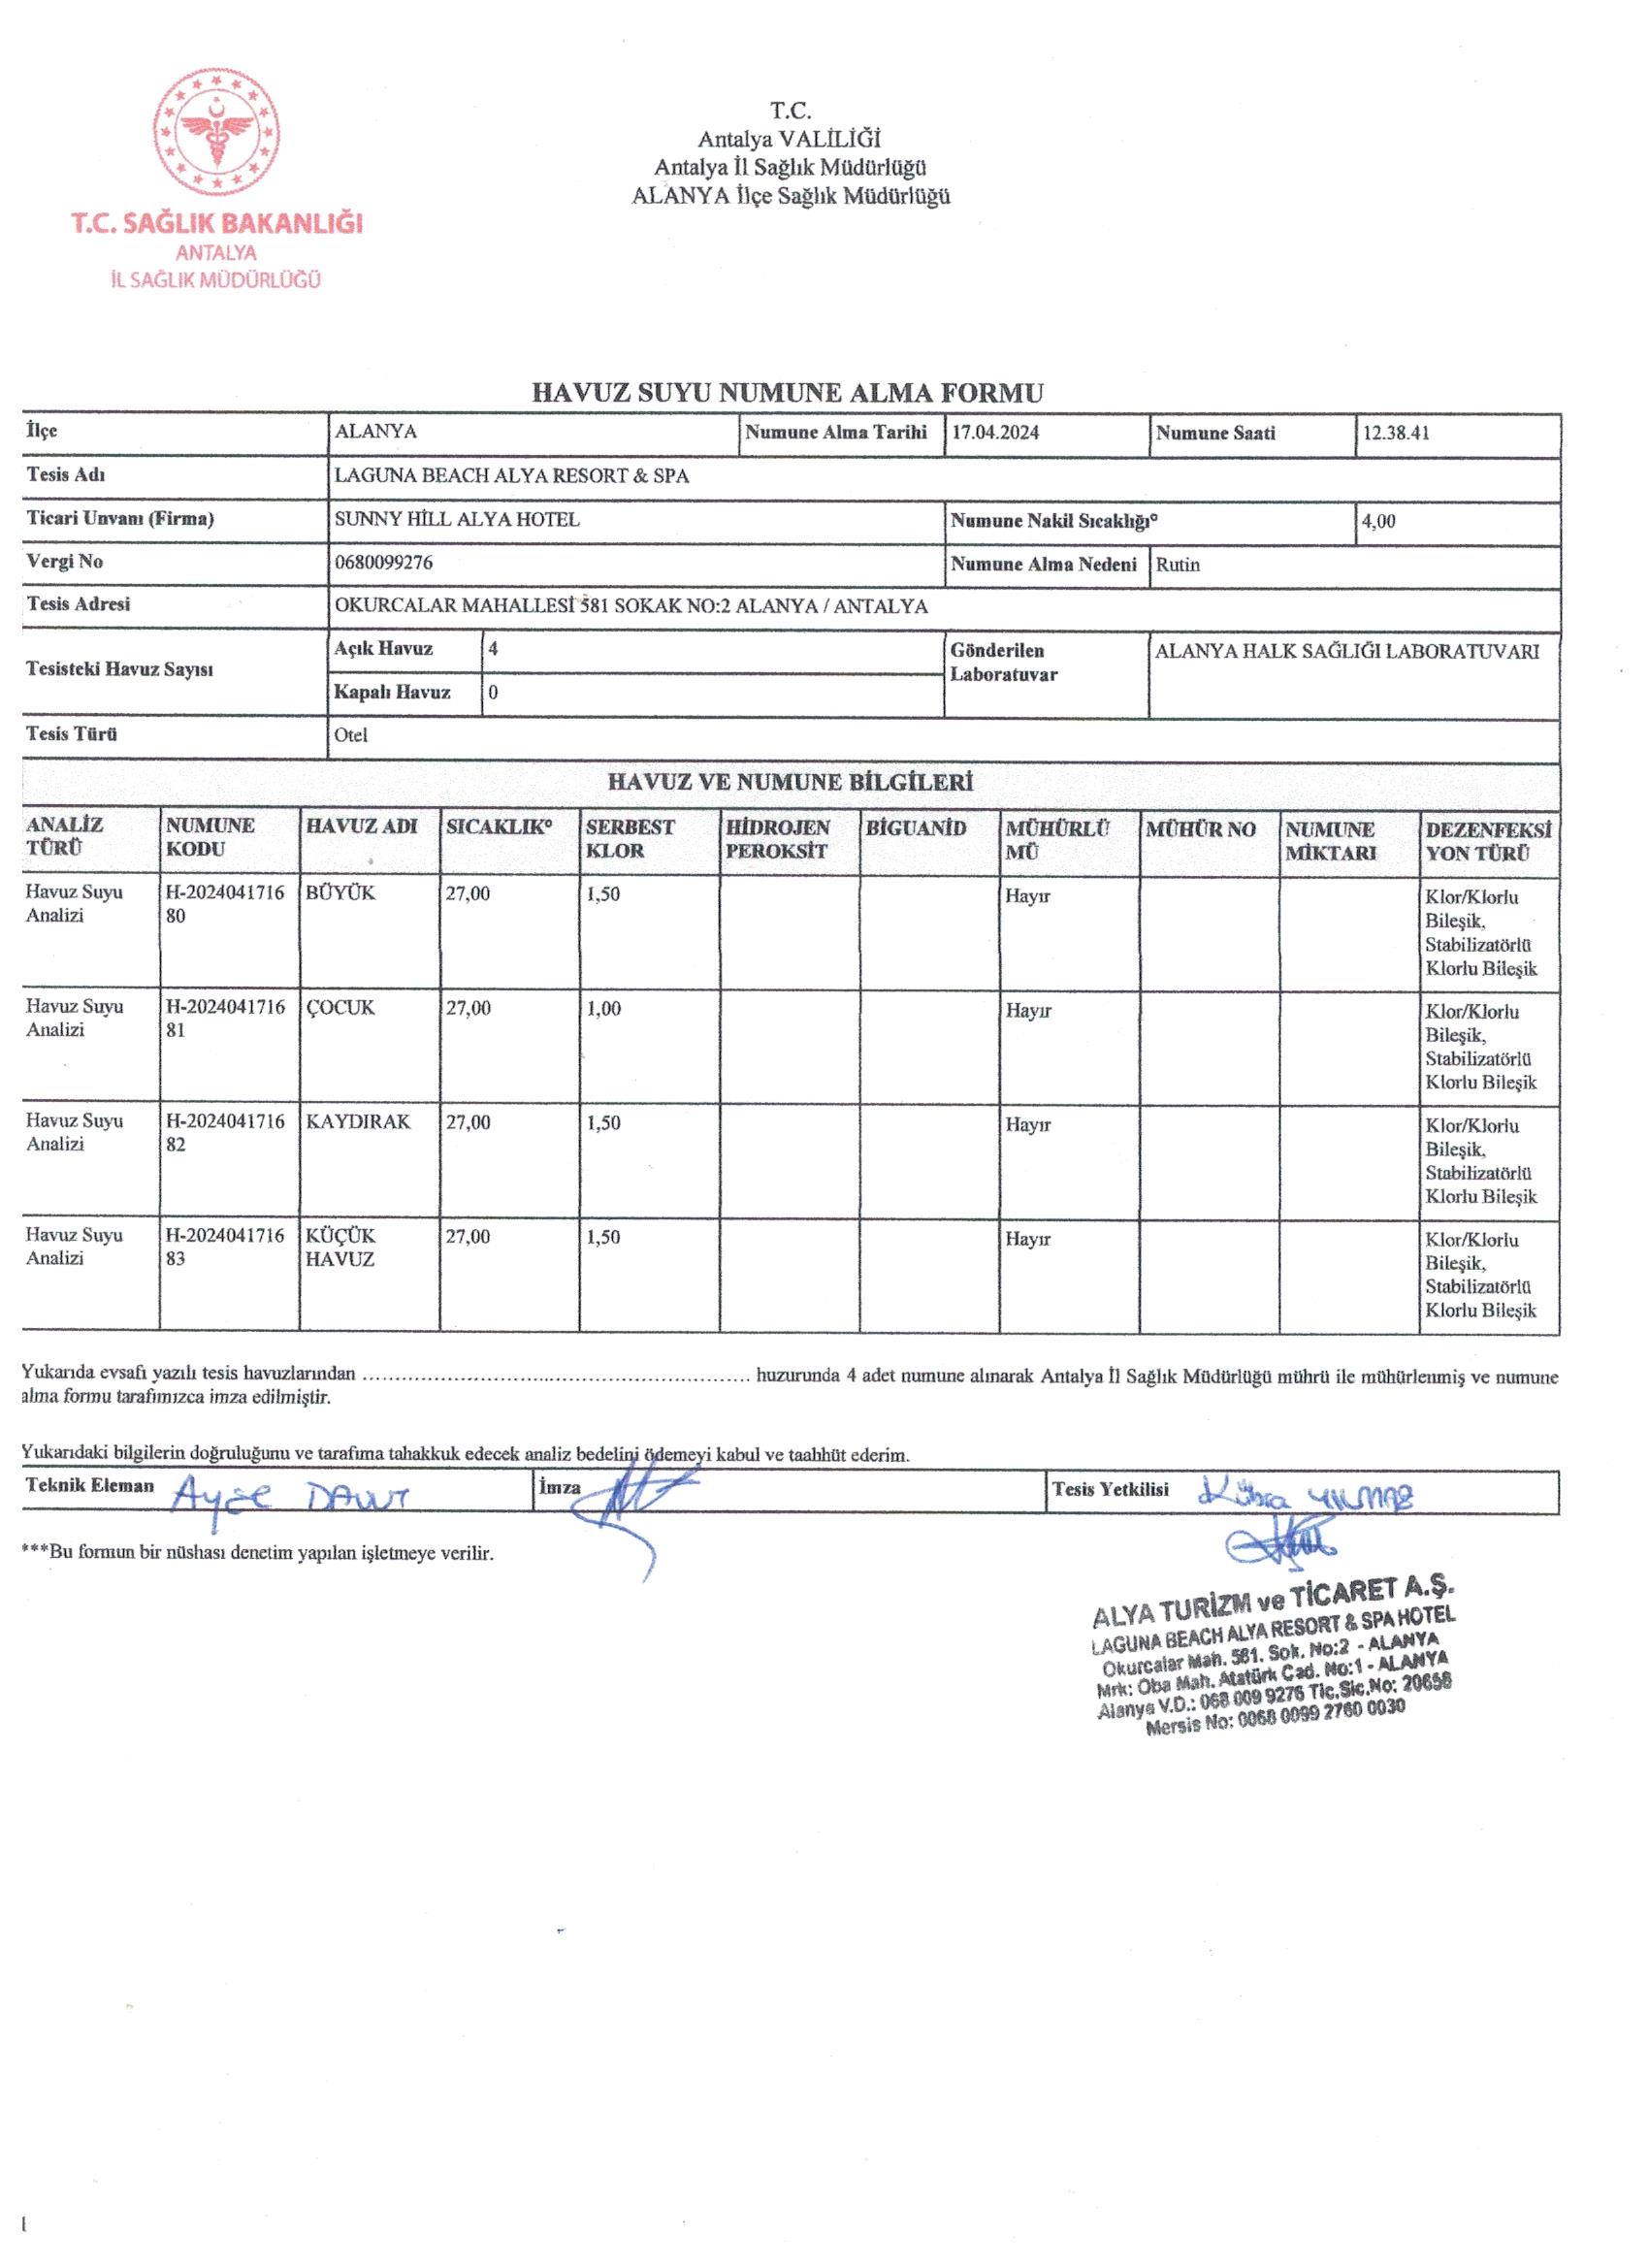 T.C. SAĞLIK BAKANLIĞI
ANTALYA
İL SAĞLIK MÜDÜRLÜĞÜ
T.C.
Antalya VALİLİĞİ
Antalya İl Sağlık Müdürlüğü
ALANYA İlçe Sağlık Müdürlüğü
HAVUZ SUYU NUMUNE ALMA FORMU
İlçe ALANYA Numune Alma Tarihi 17.04.2024 Numune Saati 12.38.41
Tesis Adı LAGUNA BEACH ALYA RESORT & SPA
Ticari Unvanı (Firma) SUNNY HİLL ALYA HOTEL Numune Nakil Sıcaklığı° 4,00
Vergi No 0680099276 Numune Alma Nedeni Rutin
Tesis Adresi OKURCALAR MAHALLESİ 581 SOKAK NO:2 ALANYA / ANTALYA
Tesisteki Havuz Sayısı
Açık Havuz 4
Kapalı Havuz 0
Gönderilen
Laboratuvar
ALANYA HALK SAĞLIĞI LABORATUVARI
Tesis Türü Otel
HAVUZ VE NUMUNE BİLGİLERİ
ANALİZ NUMUNE HAVUZ ADI SICAKLIK° SERBEST HİDROJEN BİGUANİD MÜHÜRLÜ MÜHÜR NO NUMUNE DEZENFEKSİ
TÜRÜ KODU KLOR PEROKSİT MÜ MİKTARI YON TÜRÜ
Havuz Suyu H-2024041716 BÜYÜK 27,00 1,50 Hayır Klor/Klorlu
Analizi 80 Bileşik,
Stabilizatörlü
Klorlu Bileşik
Havuz Suyu H-2024041716 ÇOCUK 27,00 1,00 Hayır Klor/Klorlu
Analizi 81 Bileşik,
Stabilizatörlü
Klorlu Bileşik
Havuz Suyu H-2024041716 KAYDIRAK 27,00 1,50 Hayır Klor/Klorlu
Analizi 82 Bileşik,
Stabilizatörlü
Klorlu Bileşik
Havuz Suyu H-2024041716 KÜÇÜK 27,00 1,50 Hayır Klor/Klorlu
Analizi 83 HAVUZ Bileşik,
Stabilizatörlü
Klorlu Bileşik
Yukarıda evsafı yazılı tesis havuzlarından ........................................................ huzurunda 4 adet numune alınarak Antalya İl Sağlık Müdürlüğü mührü ile mühürlenmiş ve numune
alma formu tarafımızca imza edilmiştir.
Yukarıdaki bilgilerin doğruluğunu ve tarafıma tahakkuk edecek analiz bedelini ödemeyi kabul ve taahhüt ederim.
Teknik Eleman Ayşe DAVUT İmza Tesis Yetkilisi Kübra YILMAZ
***Bu formun bir nüshası denetim yapılan işletmeye verilir.
ALYA TURİZM ve TİCARET A.Ş.
LAGUNA BEACH ALYA RESORT & SPA HOTEL
Okurcalar Mah. 581. Sok. No:2 - ALANYA
Mrk: Oba Mah. Atatürk Cad. No:1 - ALANYA
Alanya V.D.: 068 009 9276 Tic.Sic.No: 20658
Mersis No: 0068 0099 2760 0030